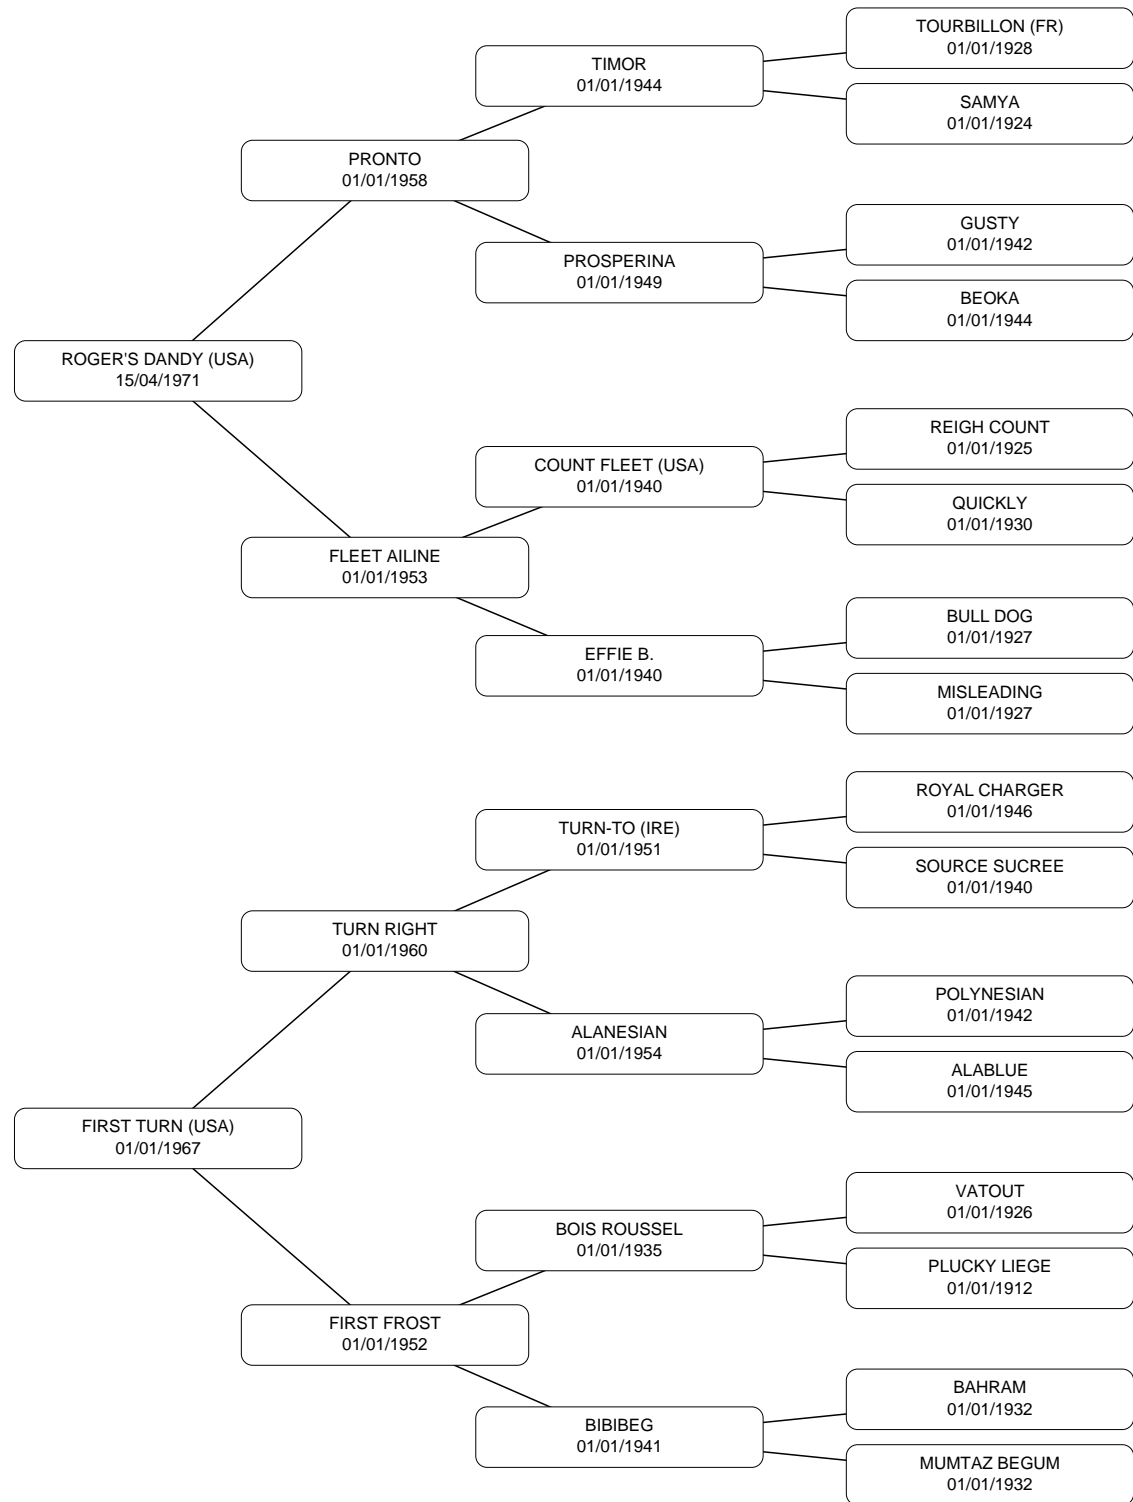 TOURBILLON (FR)
01/01/1928
TIMOR
01/01/1944
SAMYA
01/01/1924
PRONTO
01/01/1958
GUSTY
01/01/1942
PROSPERINA
01/01/1949
BEOKA
01/01/1944
ROGER'S DANDY (USA)
15/04/1971
REIGH COUNT
01/01/1925
COUNT FLEET (USA)
01/01/1940
QUICKLY
01/01/1930
FLEET AILINE
01/01/1953
BULL DOG
01/01/1927
EFFIE B.
01/01/1940
MISLEADING
01/01/1927
ROYAL CHARGER
01/01/1946
TURN-TO (IRE)
01/01/1951
SOURCE SUCREE
01/01/1940
TURN RIGHT
01/01/1960
POLYNESIAN
01/01/1942
ALANESIAN
01/01/1954
ALABLUE
01/01/1945
FIRST TURN (USA)
01/01/1967
VATOUT
01/01/1926
BOIS ROUSSEL
01/01/1935
PLUCKY LIEGE
01/01/1912
FIRST FROST
01/01/1952
BAHRAM
01/01/1932
BIBIBEG
01/01/1941
MUMTAZ BEGUM
01/01/1932